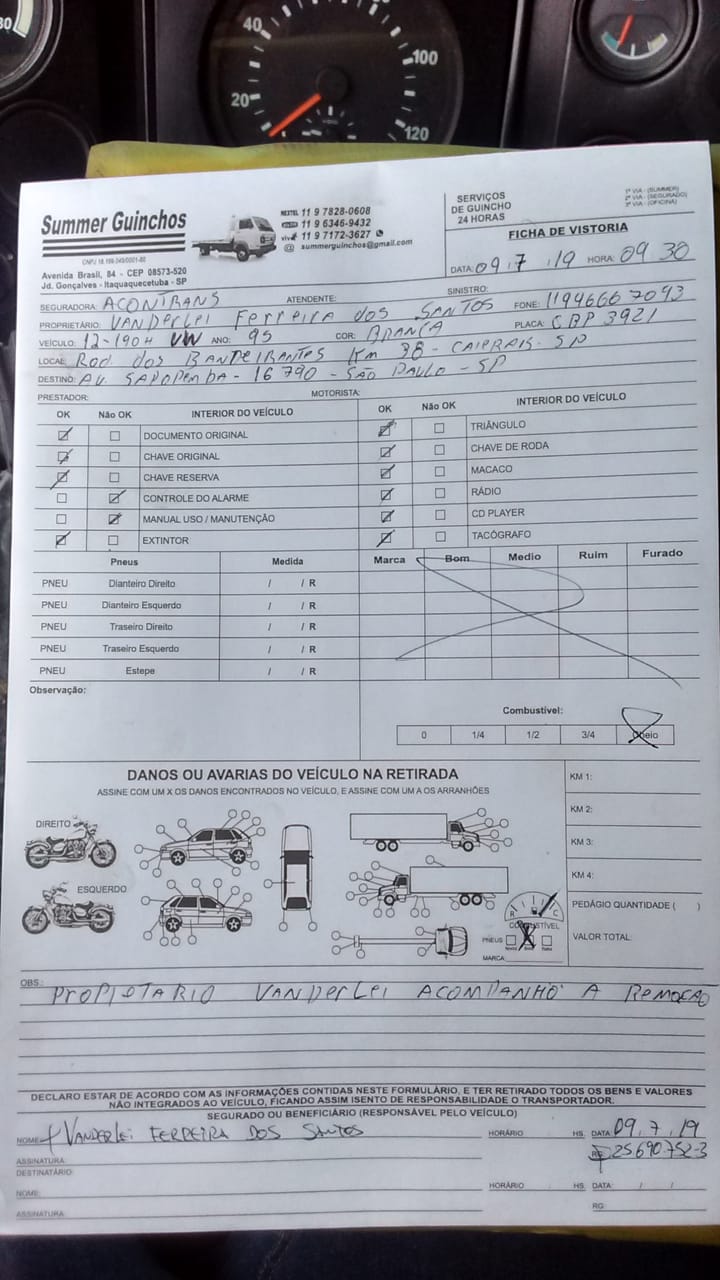 80
40
100
20
120
Summer Guinchos
Avenida Brasil, 84 - CEP 08573-520
Jd. Gonçalves - Itaquaquecetuba - SP
NEXTEL 11 9 7828-0608
11 9 6346-9432
vivo 11 9 7172-3627
@ summerguinchos@gmail.com
SERVIÇOS
DE GUINCHO
24 HORAS
1ª VIA - (SUMMER)
2ª VIA - (SEGURADO)
3ª VIA - (OFICINA)
FICHA DE VISTORIA
DATA: 09 , 7 , 19 HORA: 09 30
SEGURADORA: ACONTRANS ATENDENTE: SINISTRO:
PROPRIETÁRIO: VANDERLEI FERREIRA DOS SANTOS FONE: 11946667093
VEÍCULO: 12-190H VW ANO: 95 COR: BRANCA PLACA: CBP 3921
LOCAL: ROD. DOS BANDEIRANTES KM 38 - CAIERAIS - SP
DESTINO: AV. SAPOPEMBA - 16790 - SÃO PAULO - SP
PRESTADOR: MOTORISTA:
OK Não OK INTERIOR DO VEÍCULO OK Não OK INTERIOR DO VEÍCULO
DOCUMENTO ORIGINAL TRIÂNGULO
CHAVE ORIGINAL CHAVE DE RODA
CHAVE RESERVA MACACO
CONTROLE DO ALARME RÁDIO
MANUAL USO / MANUTENÇÃO CD PLAYER
EXTINTOR TACÓGRAFO
Pneus Medida Marca Bom Medio Ruim Furado
PNEU Dianteiro Direito / / R
PNEU Dianteiro Esquerdo / / R
PNEU Traseiro Direito / / R
PNEU Traseiro Esquerdo / / R
PNEU Estepe / / R
Observação:
Combustível:
0 1/4 1/2 3/4 Cheio
DANOS OU AVARIAS DO VEÍCULO NA RETIRADA
ASSINE COM UM X OS DANOS ENCONTRADOS NO VEÍCULO, E ASSINE COM UM A OS ARRANHÕES
DIREITO
ESQUERDO
R C
COMBUSTÍVEL
PNEUS
MARCA
KM 1:
KM 2:
KM 3:
KM 4:
PEDÁGIO QUANTIDADE ( )
VALOR TOTAL:
OBS.: PROPIOTARIO VANDERLEI ACOMPANHO A REMOÇÃO
DECLARO ESTAR DE ACORDO COM AS INFORMAÇÕES CONTIDAS NESTE FORMULÁRIO, E TER RETIRADO TODOS OS BENS E VALORES
NÃO INTEGRADOS AO VEÍCULO, FICANDO ASSIM ISENTO DE RESPONSABILIDADE O TRANSPORTADOR.
SEGURADO OU BENEFICIÁRIO (RESPONSÁVEL PELO VEÍCULO)
NOME: VANDERLEI FERREIRA DOS SANTOS HORÁRIO HS. DATA: 09 . 7 . 19
ASSINATURA: RG: 25690752-3
DESTINATÁRIO:
NOME: HORÁRIO HS. DATA: / /
ASSINATURA: RG: